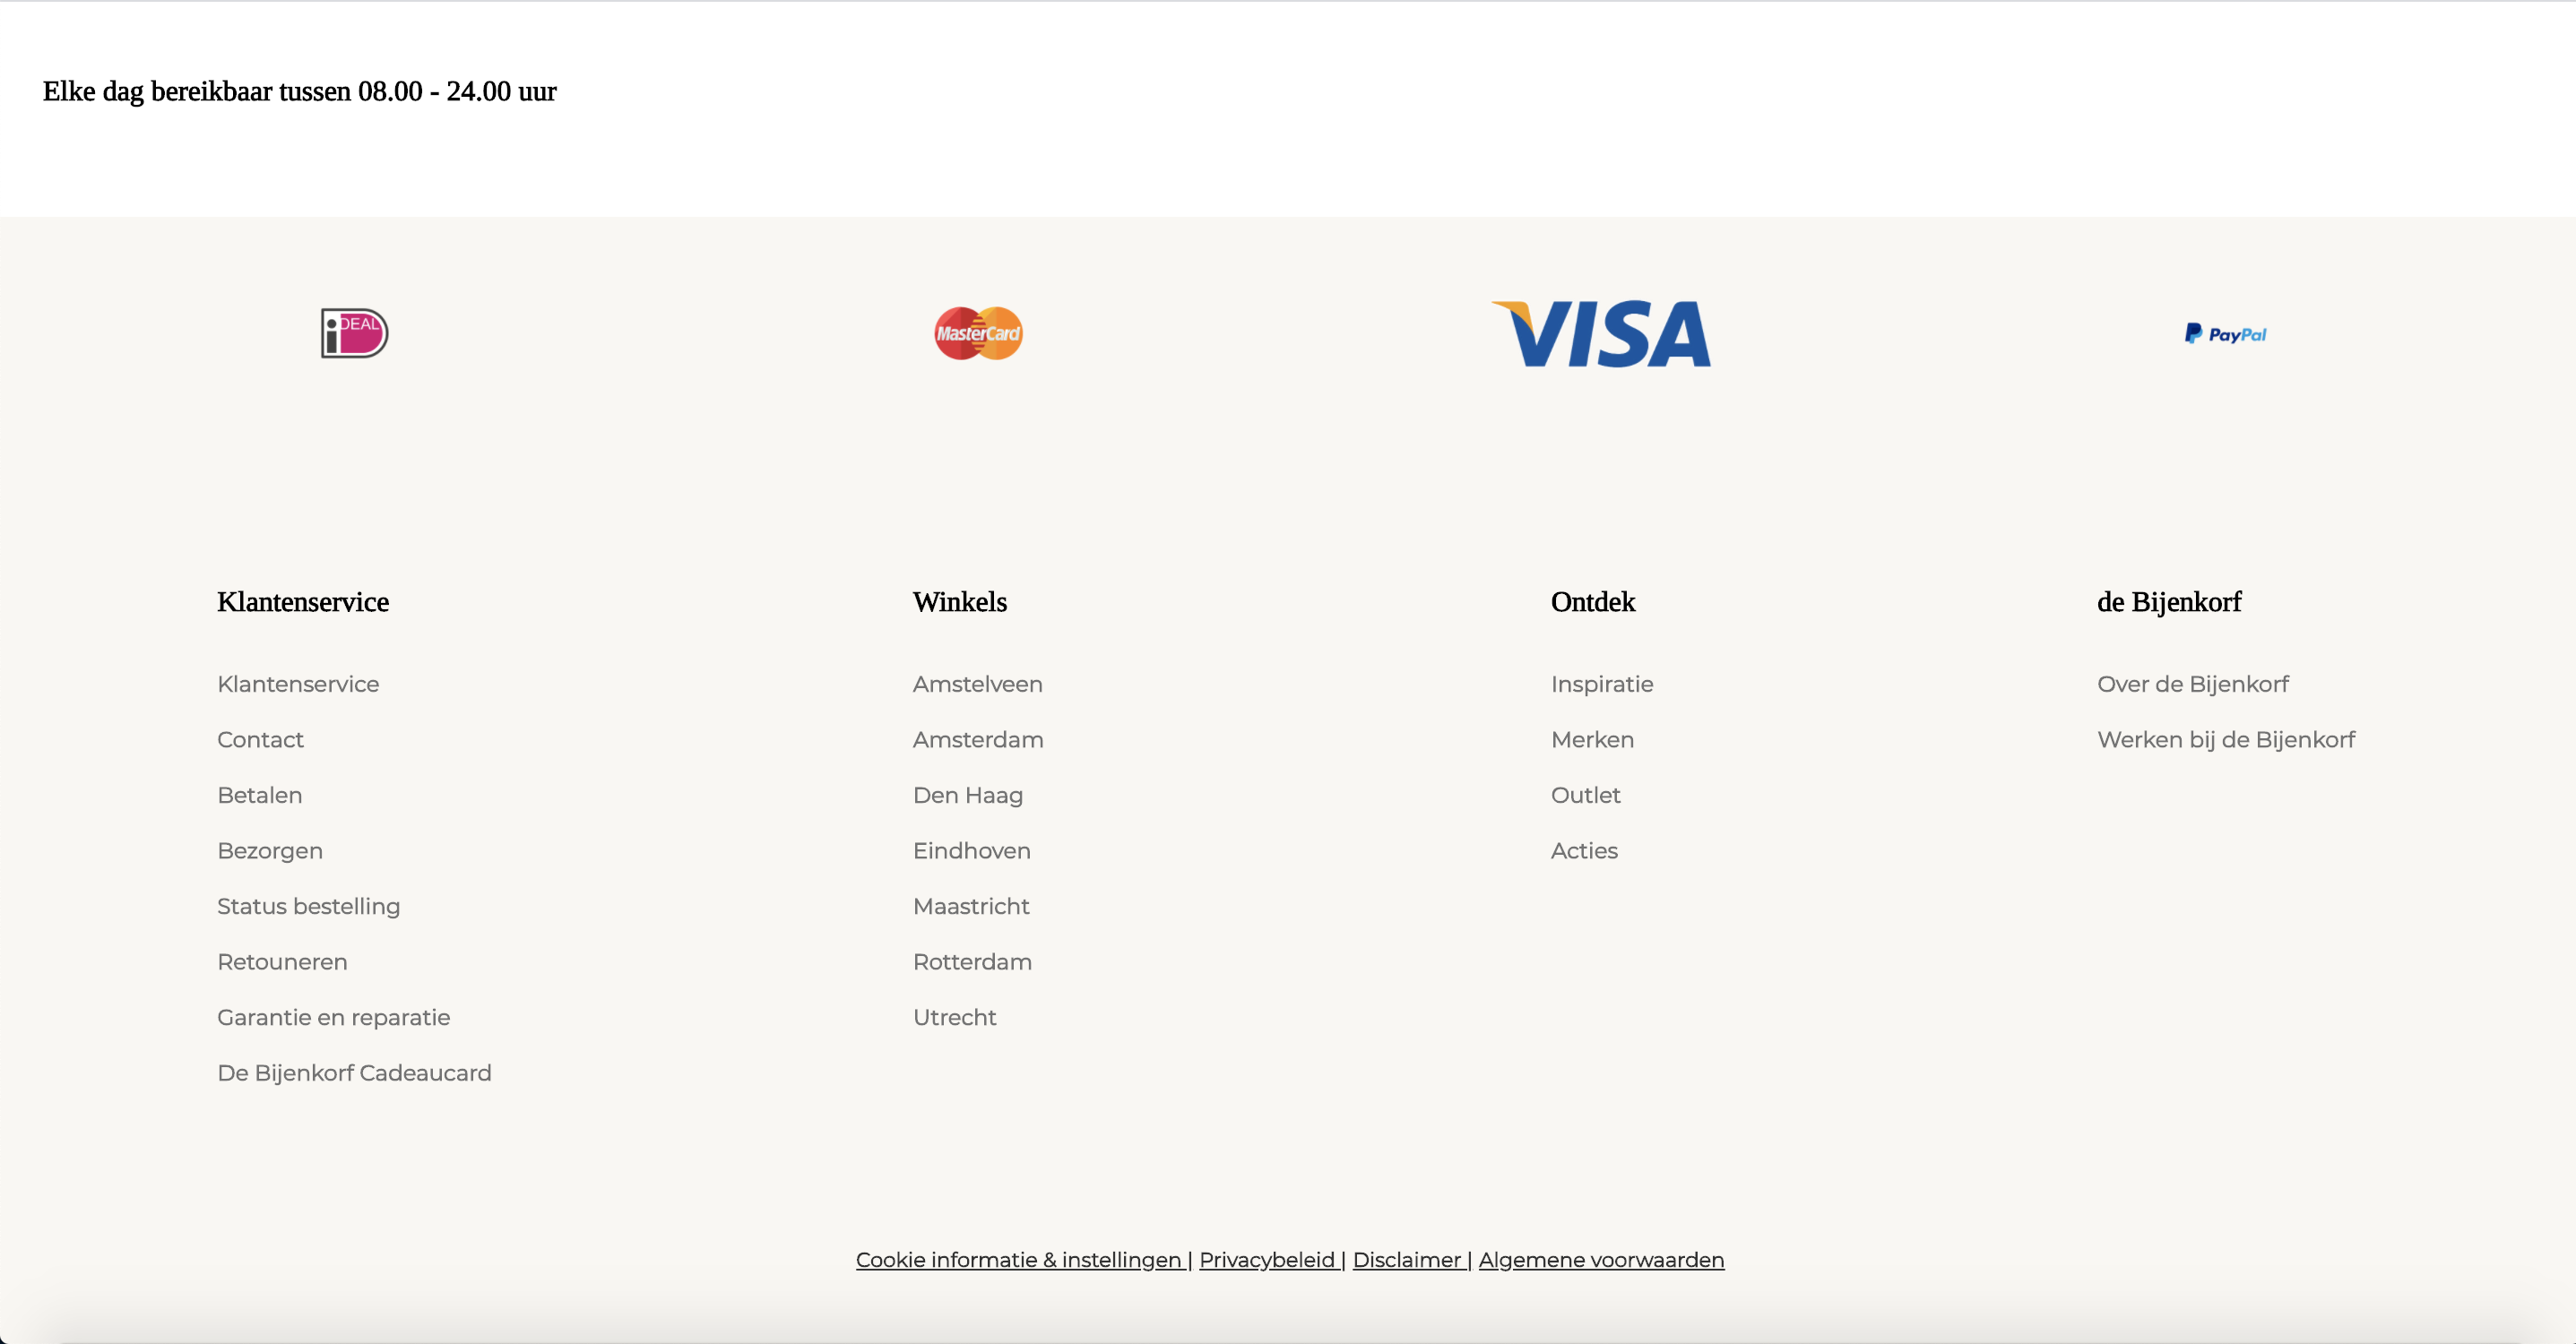 Elke dag bereikbaar tussen 08.00 - 24.00 uur
iDEAL
MasterCard
VISA
PayPal
Klantenservice
Klantenservice
Contact
Betalen
Bezorgen
Status bestelling
Retouneren
Garantie en reparatie
De Bijenkorf Cadeaucard
Winkels
Amstelveen
Amsterdam
Den Haag
Eindhoven
Maastricht
Rotterdam
Utrecht
Ontdek
Inspiratie
Merken
Outlet
Acties
de Bijenkorf
Over de Bijenkorf
Werken bij de Bijenkorf
Cookie informatie & instellingen | Privacybeleid | Disclaimer | Algemene voorwaarden